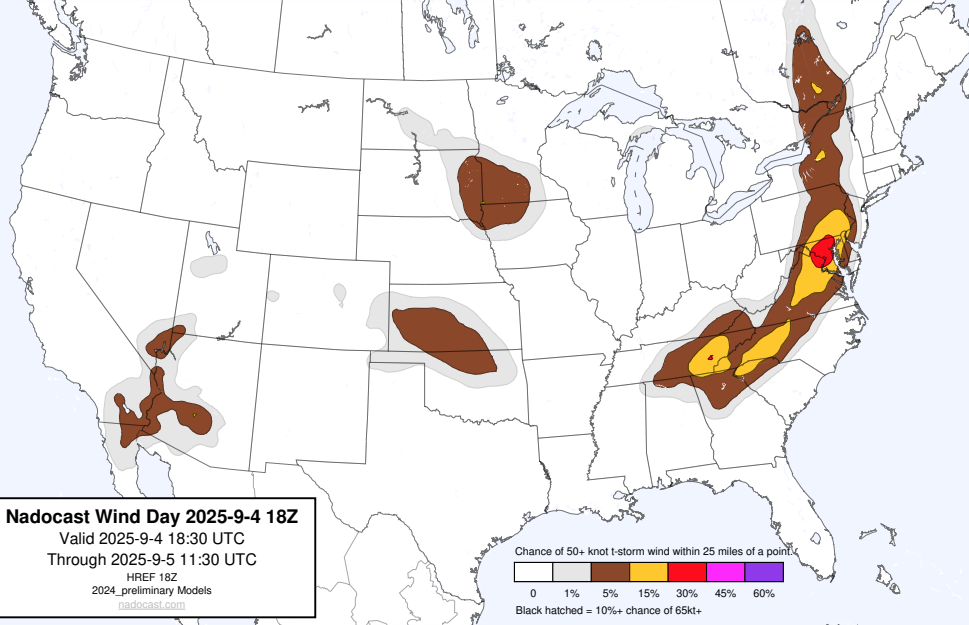 Nadocast Wind Day 2025-9-4 18Z
Valid 2025-9-4 18:30 UTC
Through 2025-9-5 11:30 UTC
HREF 18Z
2024_preliminary Models
nadocast.com
Chance of 50+ knot t-storm wind within 25 miles of a point.
0 1% 5% 15% 30% 45% 60%
Black hatched = 10%+ chance of 65kt+